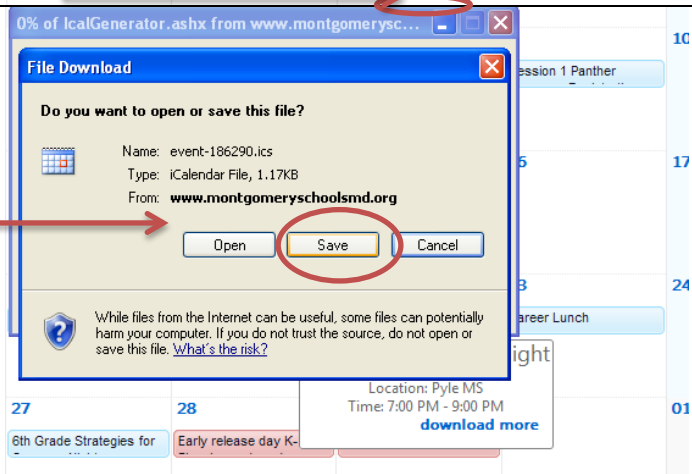 0% of IcalGenerator.ashx from www.montgomerysc...
10
File Download
ession 1 Panther
Do you want to open or save this file?
Name: event-186290.ics
Type: iCalendar File, 1.17KB
From: www.montgomeryschoolsmd.org
17
Open
Save
Cancel
24
areer Lunch
While files from the Internet can be useful, some files can potentially
harm your computer. If you do not trust the source, do not open or
save this file. What's the risk?
ight
Location: Pyle MS
Time: 7:00 PM - 9:00 PM
download more
27
28
01
6th Grade Strategies for
Early release day K-